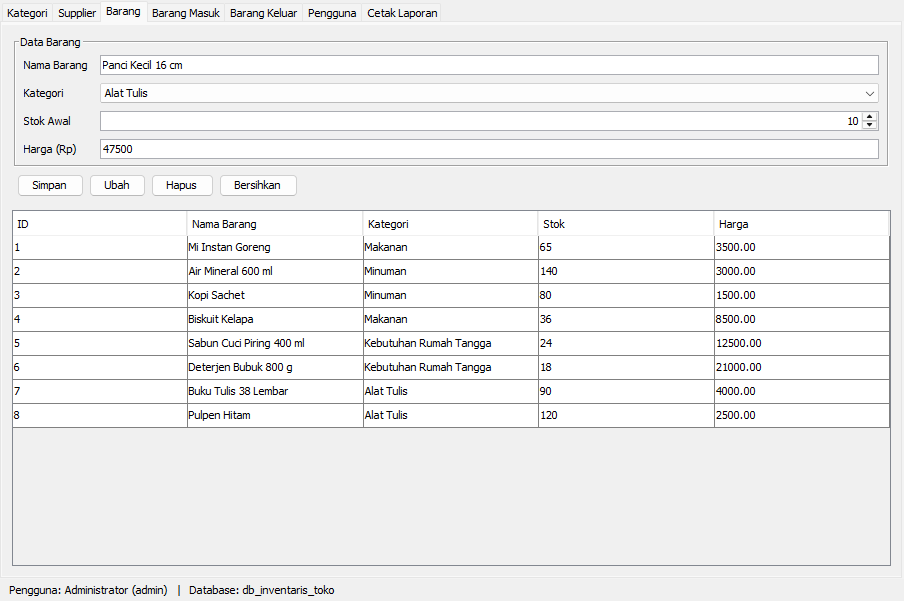 Kategori Supplier Barang Barang Masuk Barang Keluar Pengguna Cetak Laporan
Data Barang
Nama Barang Panci Kecil 16 cm
Kategori Alat Tulis
Stok Awal 10
Harga (Rp) 47500
Simpan Ubah Hapus Bersihkan
ID Nama Barang Kategori Stok Harga
1 Mi Instan Goreng Makanan 65 3500.00
2 Air Mineral 600 ml Minuman 140 3000.00
3 Kopi Sachet Minuman 80 1500.00
4 Biskuit Kelapa Makanan 36 8500.00
5 Sabun Cuci Piring 400 ml Kebutuhan Rumah Tangga 24 12500.00
6 Deterjen Bubuk 800 g Kebutuhan Rumah Tangga 18 21000.00
7 Buku Tulis 38 Lembar Alat Tulis 90 4000.00
8 Pulpen Hitam Alat Tulis 120 2500.00
Pengguna: Administrator (admin) | Database: db_inventaris_toko